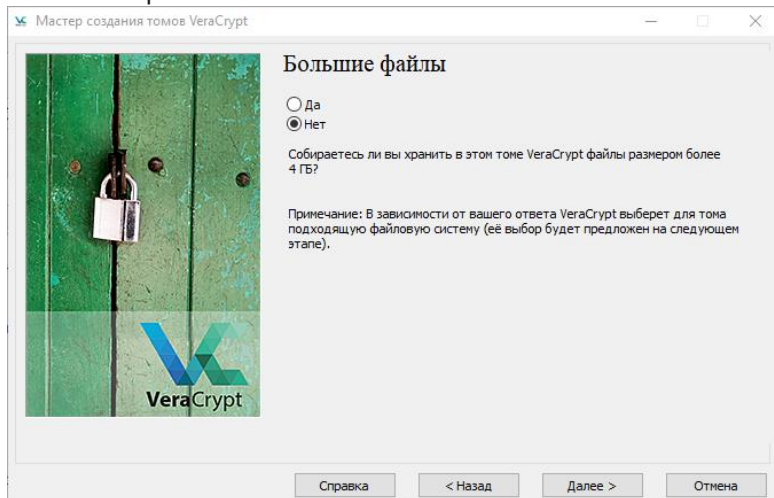 Мастер создания томов VeraCrypt
Большие файлы
Да
Нет
Собираетесь ли вы хранить в этом томе VeraCrypt файлы размером более
4 ГБ?
Примечание: В зависимости от вашего ответа VeraCrypt выберет для тома
подходящую файловую систему (её выбор будет предложен на следующем
этапе).
VeraCrypt
Справка
< Назад
Далее >
Отмена